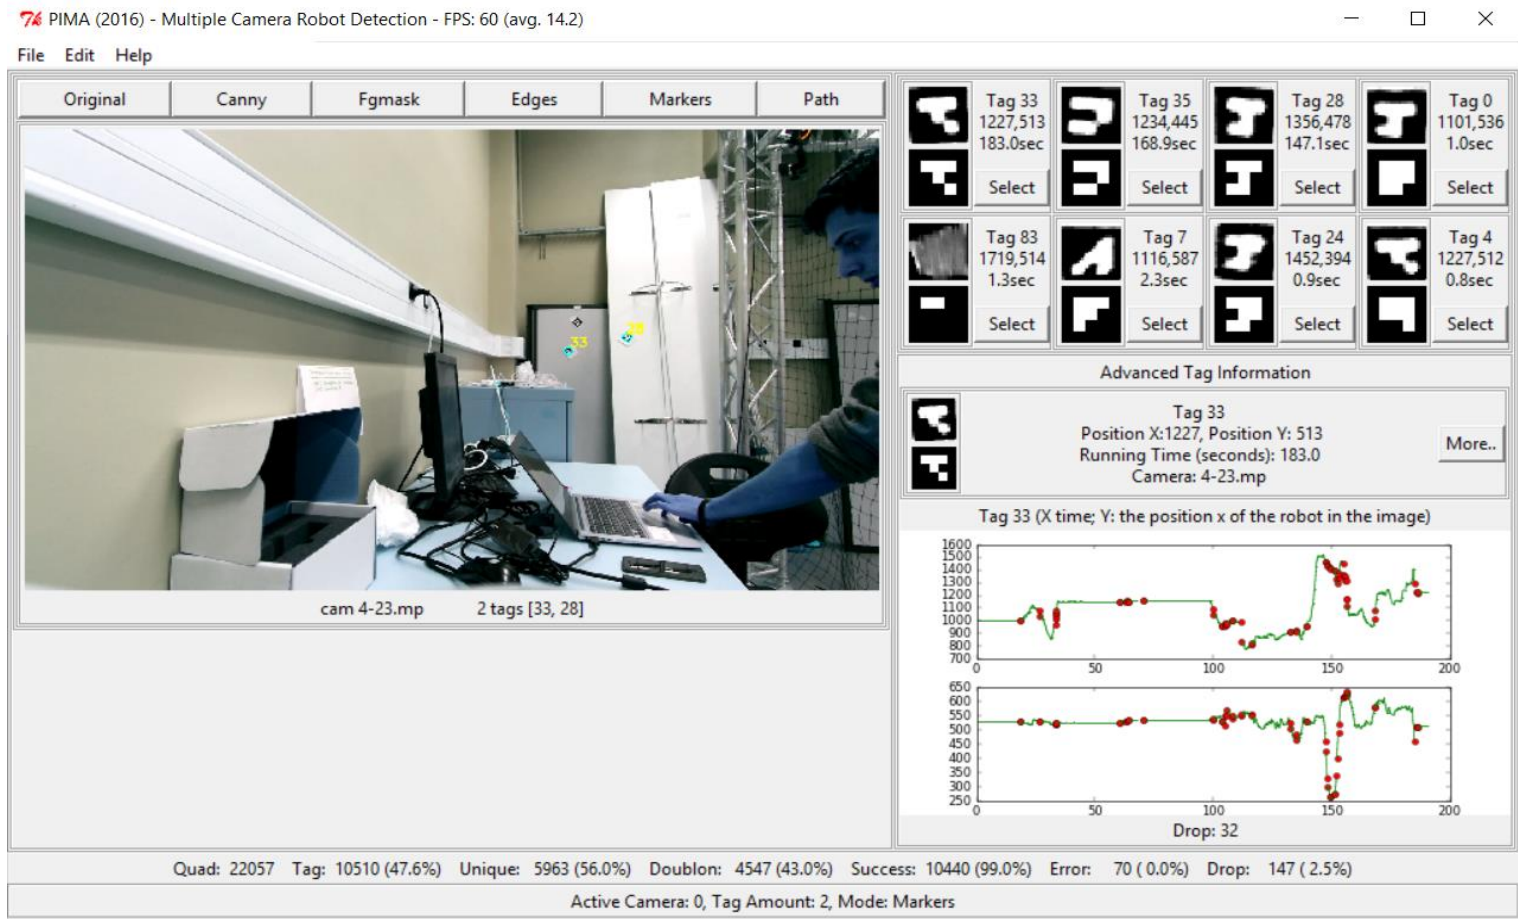 PIMA (2016) - Multiple Camera Robot Detection - FPS: 60 (avg. 14.2)
File Edit Help
Original Canny Fgmask Edges Markers Path
33
28
cam 4-23.mp 2 tags [33, 28]
Tag 33
1227,513
183.0sec
Select
Tag 35
1234,445
168.9sec
Select
Tag 28
1356,478
147.1sec
Select
Tag 0
1101,536
1.0sec
Select
Tag 83
1719,514
1.3sec
Select
Tag 7
1116,587
2.3sec
Select
Tag 24
1452,394
0.9sec
Select
Tag 4
1227,512
0.8sec
Select
Advanced Tag Information
Tag 33
Position X:1227, Position Y: 513
Running Time (seconds): 183.0
Camera: 4-23.mp
More..
Tag 33 (X time; Y: the position x of the robot in the image)
1600
1500
1400
1300
1200
1100
1000
900
800
700
0 50 100 150 200
650
600
550
500
450
400
350
300
250
0 50 100 150 200
Drop: 32
Quad: 22057 Tag: 10510 (47.6%) Unique: 5963 (56.0%) Doublon: 4547 (43.0%) Success: 10440 (99.0%) Error: 70 ( 0.0%) Drop: 147 ( 2.5%)
Active Camera: 0, Tag Amount: 2, Mode: Markers